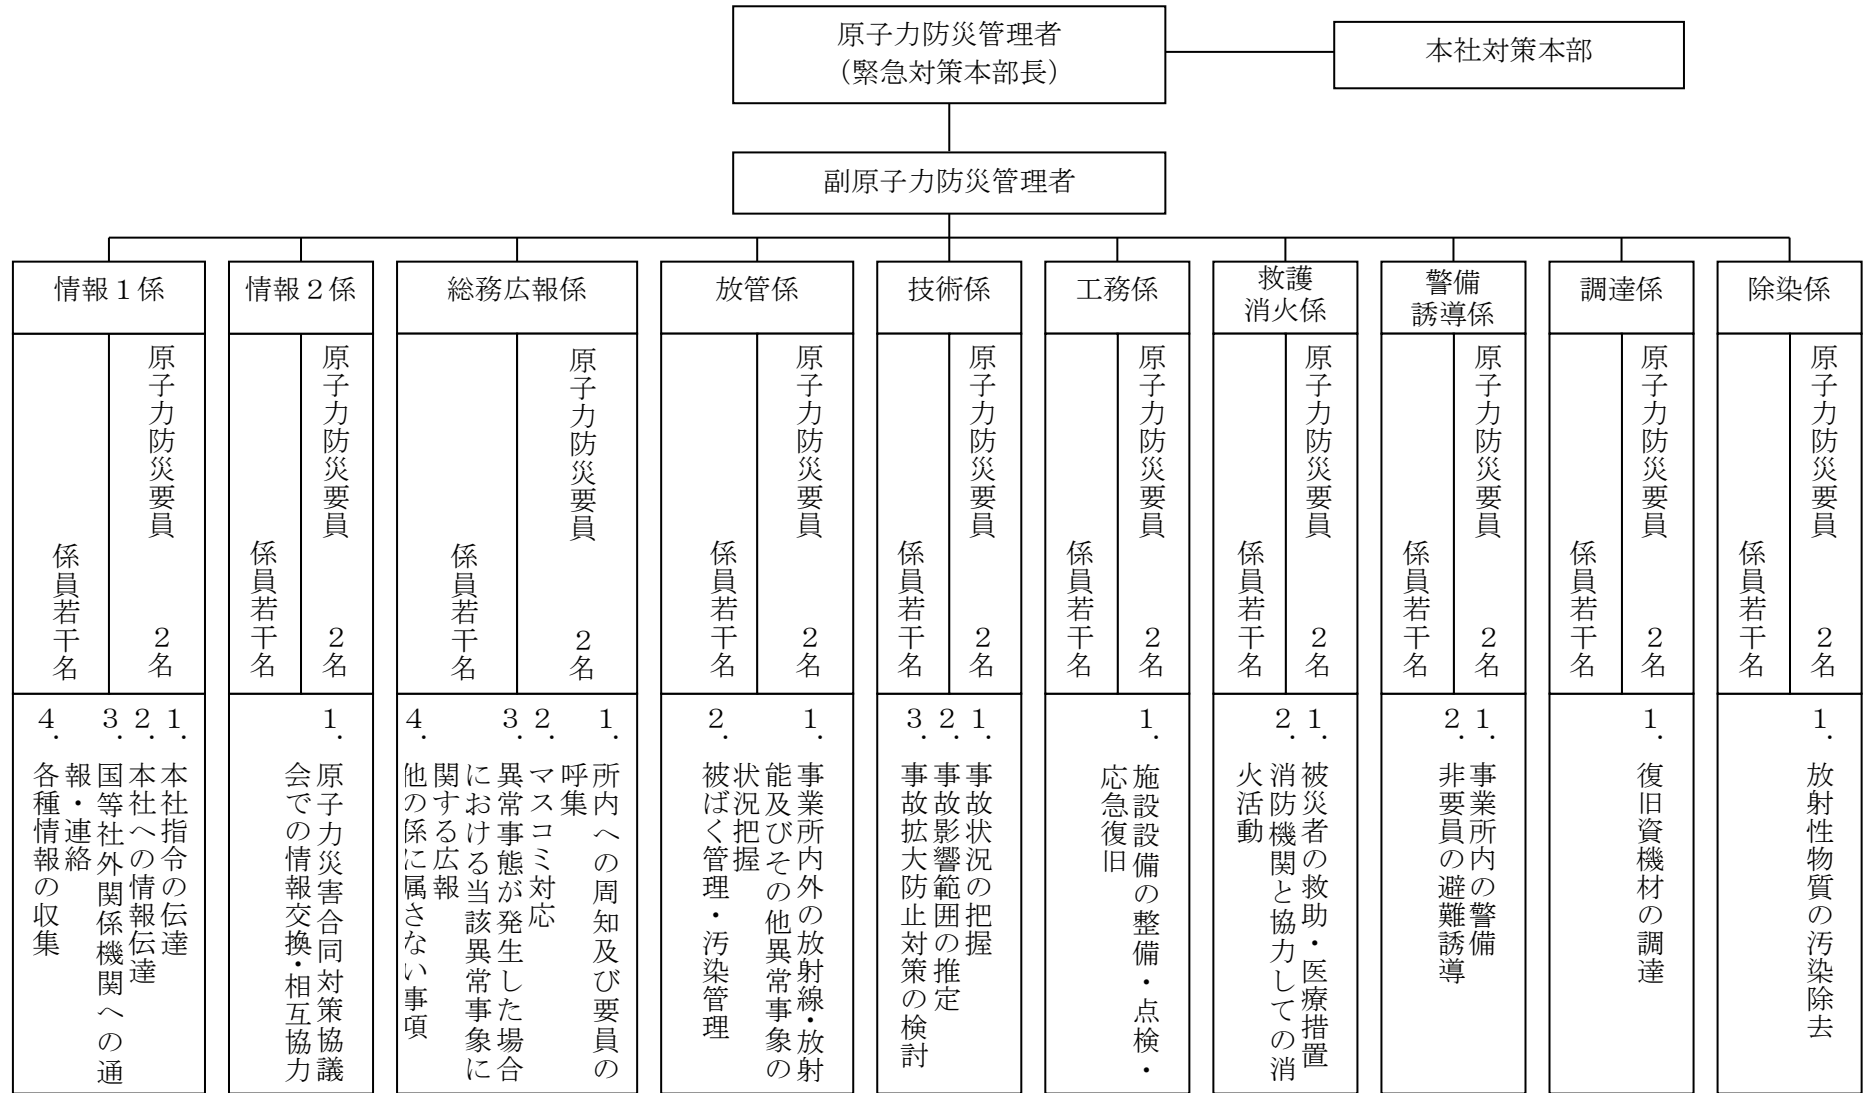 原子力防災管理者
（緊急対策本部長）
本社対策本部
副原子力防災管理者
情報１係
原子力防災要員　２名
係員若干名
１．本社指令の伝達
２．本社への情報伝達
３．国等社外関係機関への通
報・連絡
４．各種情報の収集
情報２係
原子力防災要員　２名
係員若干名
１．原子力災害合同対策協議
会での情報交換・相互協力
総務広報係
原子力防災要員　２名
係員若干名
１．所内への周知及び要員の
呼集
２．マスコミ対応
３．異常事態が発生した場合
における当該異常事象に
関する広報
４．他の係に属さない事項
放管係
原子力防災要員　２名
係員若干名
１．事業所内外の放射線・放射
能及びその他異常事象の
状況把握
２．被ばく管理・汚染管理
技術係
原子力防災要員　２名
係員若干名
１．事故状況の把握
２．事故影響範囲の推定
３．事故拡大防止対策の検討
工務係
原子力防災要員　２名
係員若干名
１．施設設備の整備・点検・
応急復旧
救護
消火係
原子力防災要員　２名
係員若干名
１．被災者の救助・医療措置
２．消防機関と協力しての消
火活動
警備
誘導係
原子力防災要員　２名
係員若干名
１．事業所内の警備
２．非要員の避難誘導
調達係
原子力防災要員　２名
係員若干名
１．復旧資機材の調達
除染係
原子力防災要員　２名
係員若干名
１．放射性物質の汚染除去